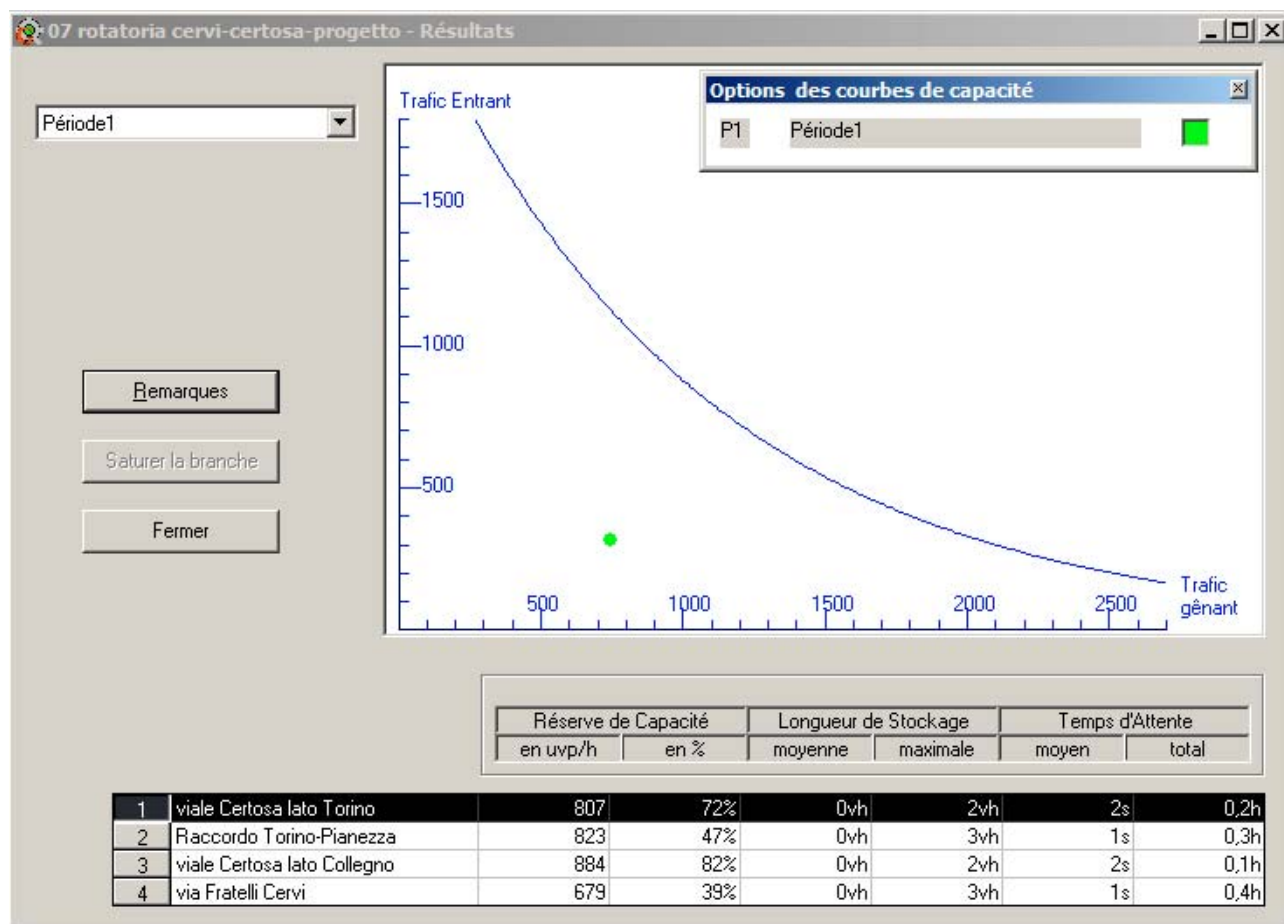 07 rotatoria cervi-certosa-progetto - Résultats
Période1
Trafic Entrant
Options des courbes de capacité
P1 Période1
1500
1000
500
500 1000 1500 2000 2500
Trafic
gênant
Remarques
Saturer la branche
Fermer
Réserve de Capacité Longueur de Stockage Temps d'Attente
en uvp/h en % moyenne maximale moyen total
1 viale Certosa lato Torino 807 72% 0vh 2vh 2s 0,2h
2 Raccordo Torino-Pianezza 823 47% 0vh 3vh 1s 0,3h
3 viale Certosa lato Collegno 884 82% 0vh 2vh 2s 0,1h
4 via Fratelli Cervi 679 39% 0vh 3vh 1s 0,4h